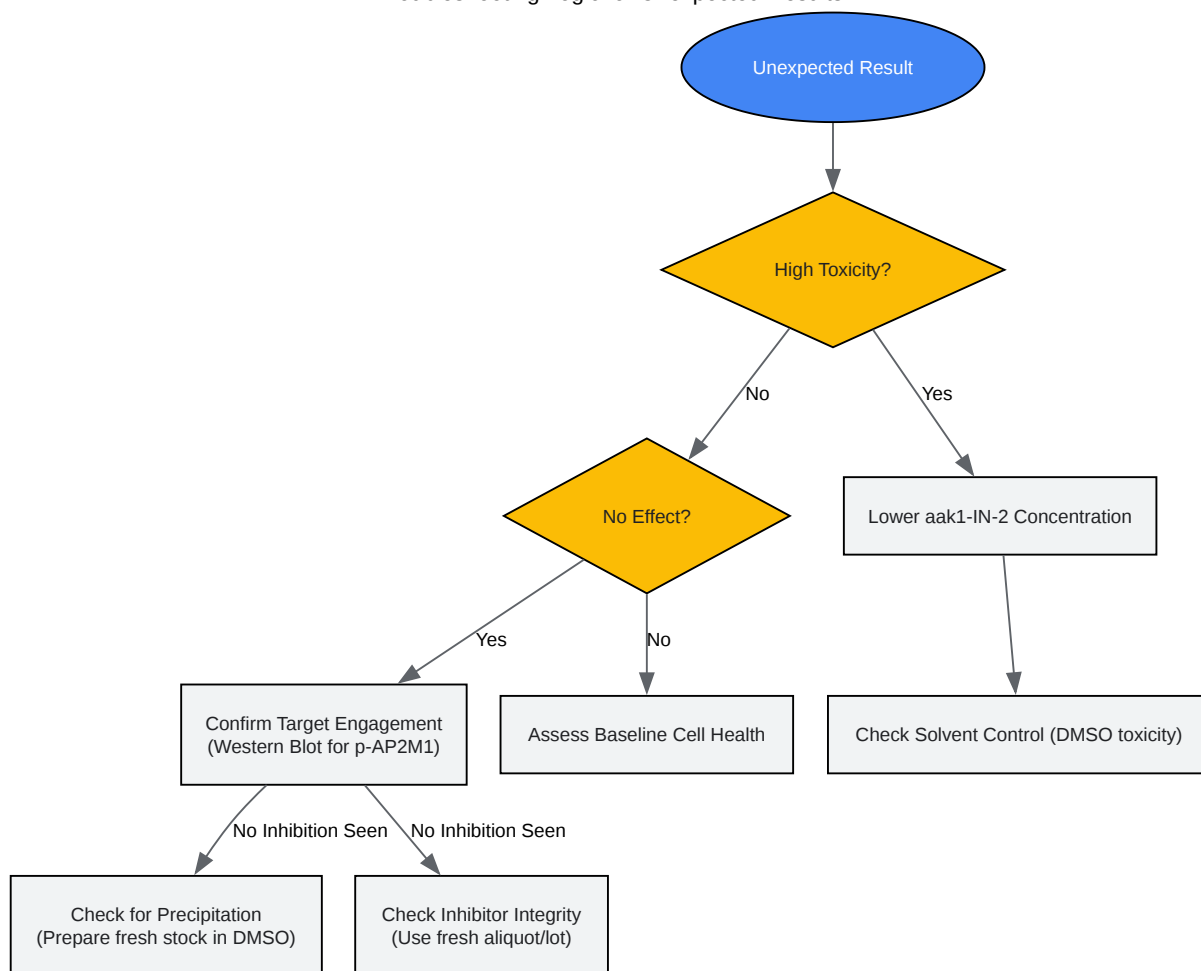 Unexpected Result
High Toxicity?
No
Yes
No Effect?
Lower aak1-IN-2 Concentration
Yes
No
Confirm Target Engagement
(Western Blot for p-AP2M1)
Assess Baseline Cell Health
Check Solvent Control (DMSO toxicity)
No Inhibition Seen
No Inhibition Seen
Check for Precipitation
(Prepare fresh stock in DMSO)
Check Inhibitor Integrity
(Use fresh aliquot/lot)